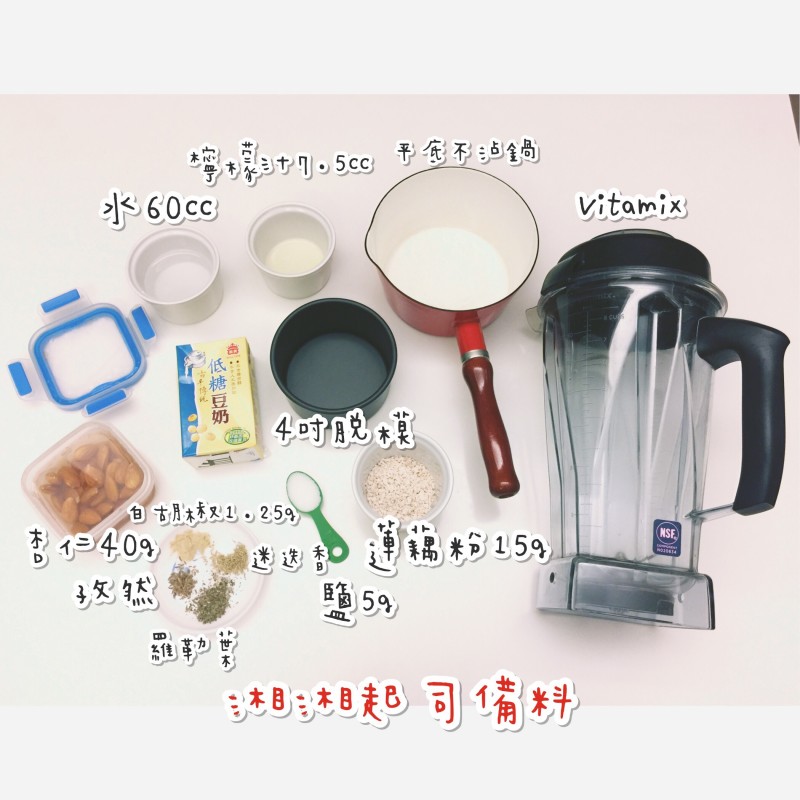 檸檬汁7.5cc
平底不沾鍋
水60cc
Vitamix
低糖
豆奶
4吋脫模
白胡椒1.25g
杏仁40g
迷迭香
蓮藕粉15g
孜然
鹽5g
羅勒葉
NSF
湘湘起司備料